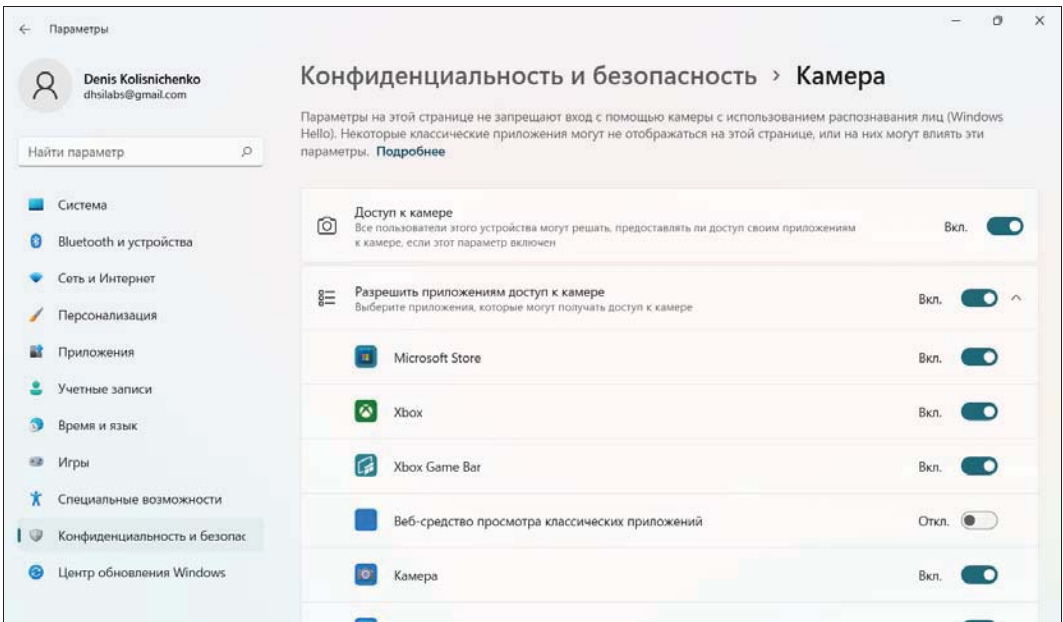 Параметры
Denis Kolisnichenko
dhsilabs@gmail.com
Найти параметр
Система
Bluetooth и устройства
Сеть и Интернет
Персонализация
Приложения
Учетные записи
Время и язык
Игры
Специальные возможности
Конфиденциальность и безопас
Центр обновления Windows
Конфиденциальность и безопасность > Камера
Параметры на этой странице не запрещают вход с помощью камеры с использованием распознавания лиц (Windows
Hello). Некоторые классические приложения могут не отображаться на этой странице, или на них могут влиять эти
параметры. Подробнее
Доступ к камере
Все пользователи этого устройства могут решать, предоставлять ли доступ своим приложениям
к камере, если этот параметр включен
Вкл.
Разрешить приложениям доступ к камере
Выберите приложения, которые могут получать доступ к камере
Вкл.
Microsoft Store Вкл.
Xbox Вкл.
Xbox Game Bar Вкл.
Веб-средство просмотра классических приложений Откл.
Камера Вкл.